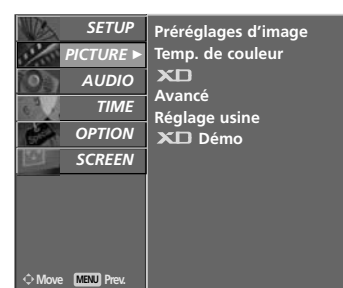 SETUP
PICTURE ►
AUDIO
TIME
OPTION
SCREEN
Préréglages d’image
Temp. de couleur
XD
Avancé
Réglage usine
XD Démo
Move MENU Prev.